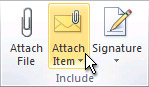 Attach Attach Signature
File Item
Include